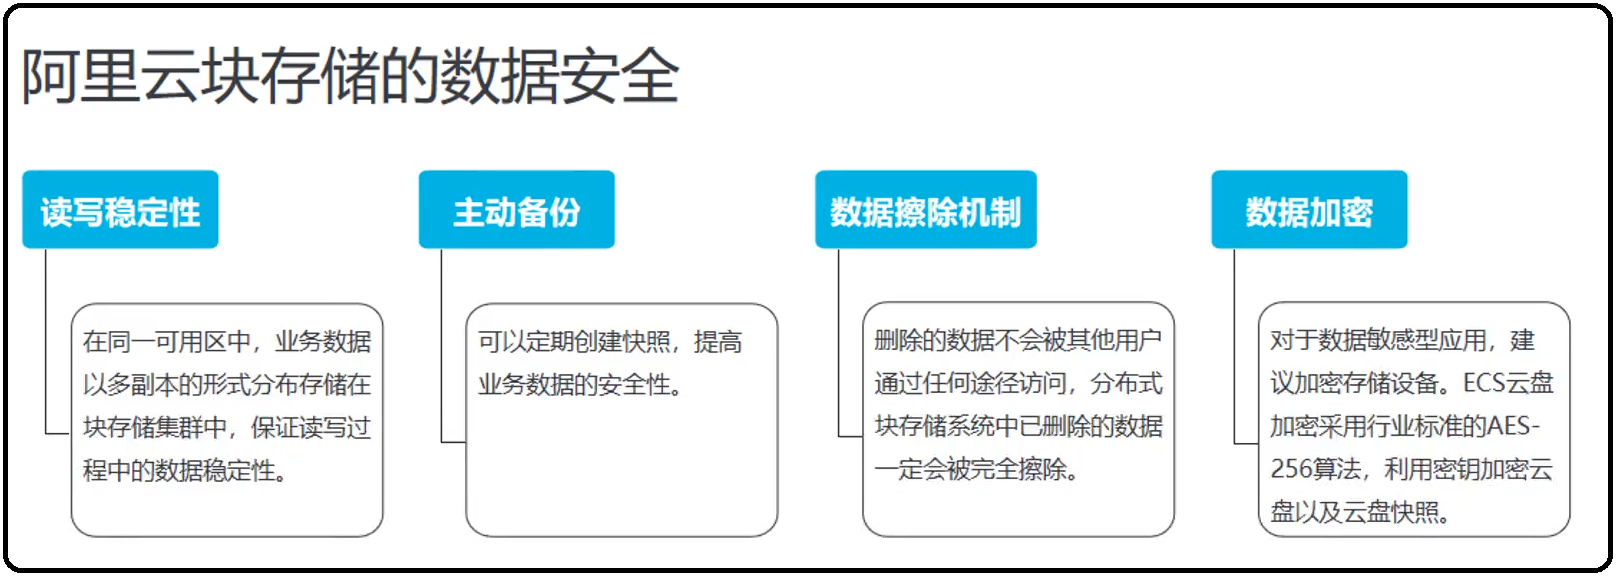 阿里云块存储的数据安全
读写稳定性
在同一可用区中，业务数据
以多副本的形式分布存储在
块存储集群中，保证读写过
程中的数据稳定性。
主动备份
可以定期创建快照，提高
业务数据的安全性。
数据擦除机制
删除的数据不会被其他用户
通过任何途径访问，分布式
块存储系统中已删除的数据
一定会被完全擦除。
数据加密
对于数据敏感型应用，建
议加密存储设备。ECS云盘
加密采用行业标准的AES-
256算法，利用密钥加密云
盘以及云盘快照。